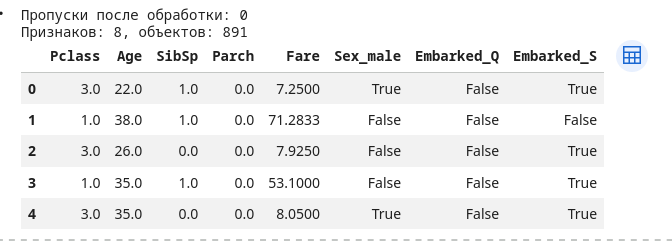 Пропуски после обработки: 0
Признаков: 8, объектов: 891
Pclass Age SibSp Parch Fare Sex_male Embarked_Q Embarked_S
0 3.0 22.0 1.0 0.0 7.2500 True False True
1 1.0 38.0 1.0 0.0 71.2833 False False False
2 3.0 26.0 0.0 0.0 7.9250 False False True
3 1.0 35.0 1.0 0.0 53.1000 False False True
4 3.0 35.0 0.0 0.0 8.0500 True False True